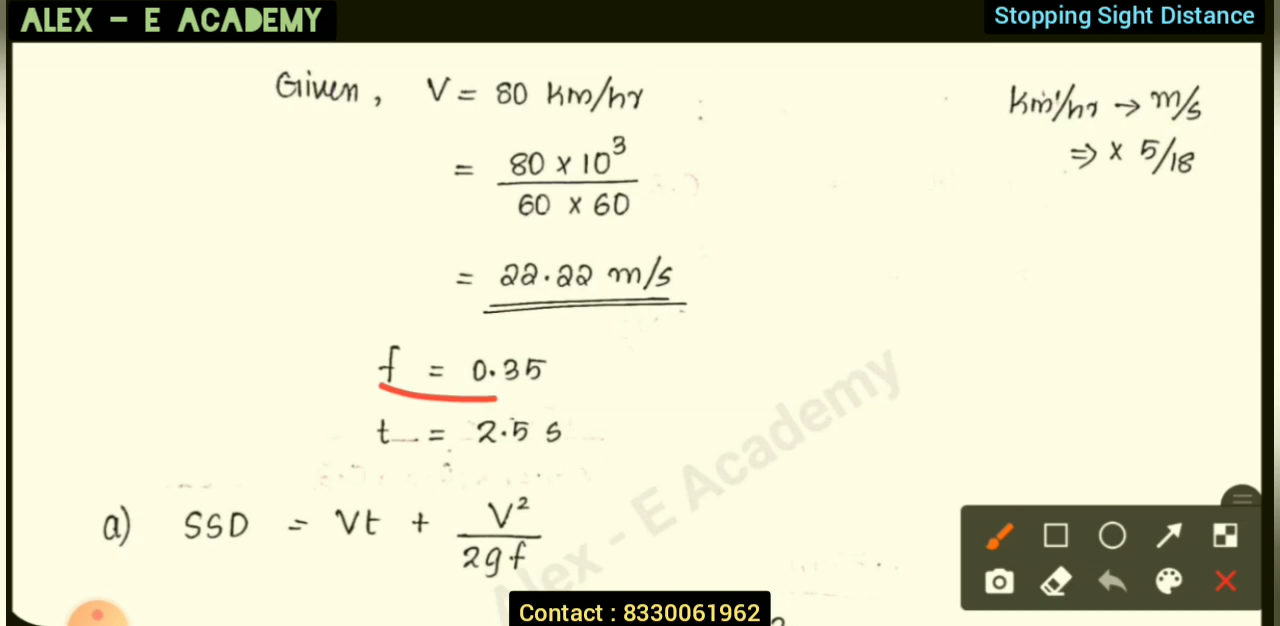 ALEX - E ACADEMY
Stopping Sight Distance
Given, V = 80 Km/hr
Km/hr → m/s
= 80 x 10³ / 60 x 60
⇒ x 5/18
= 22.22 m/s
f = 0.35
t = 2.5 s
a) SSD = Vt + V² / 2gf
Alex - E Academy
Contact : 8330061962